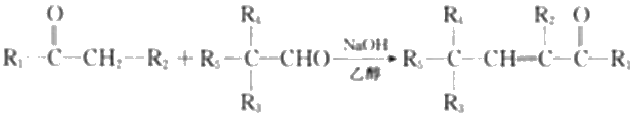 O R₄ R₄ R₂ O
R₁—C—CH₂—R₂ + R₅—C—CHO NaOH 乙醇 R₅—C—CH=C—C—R₁
R₃ R₃